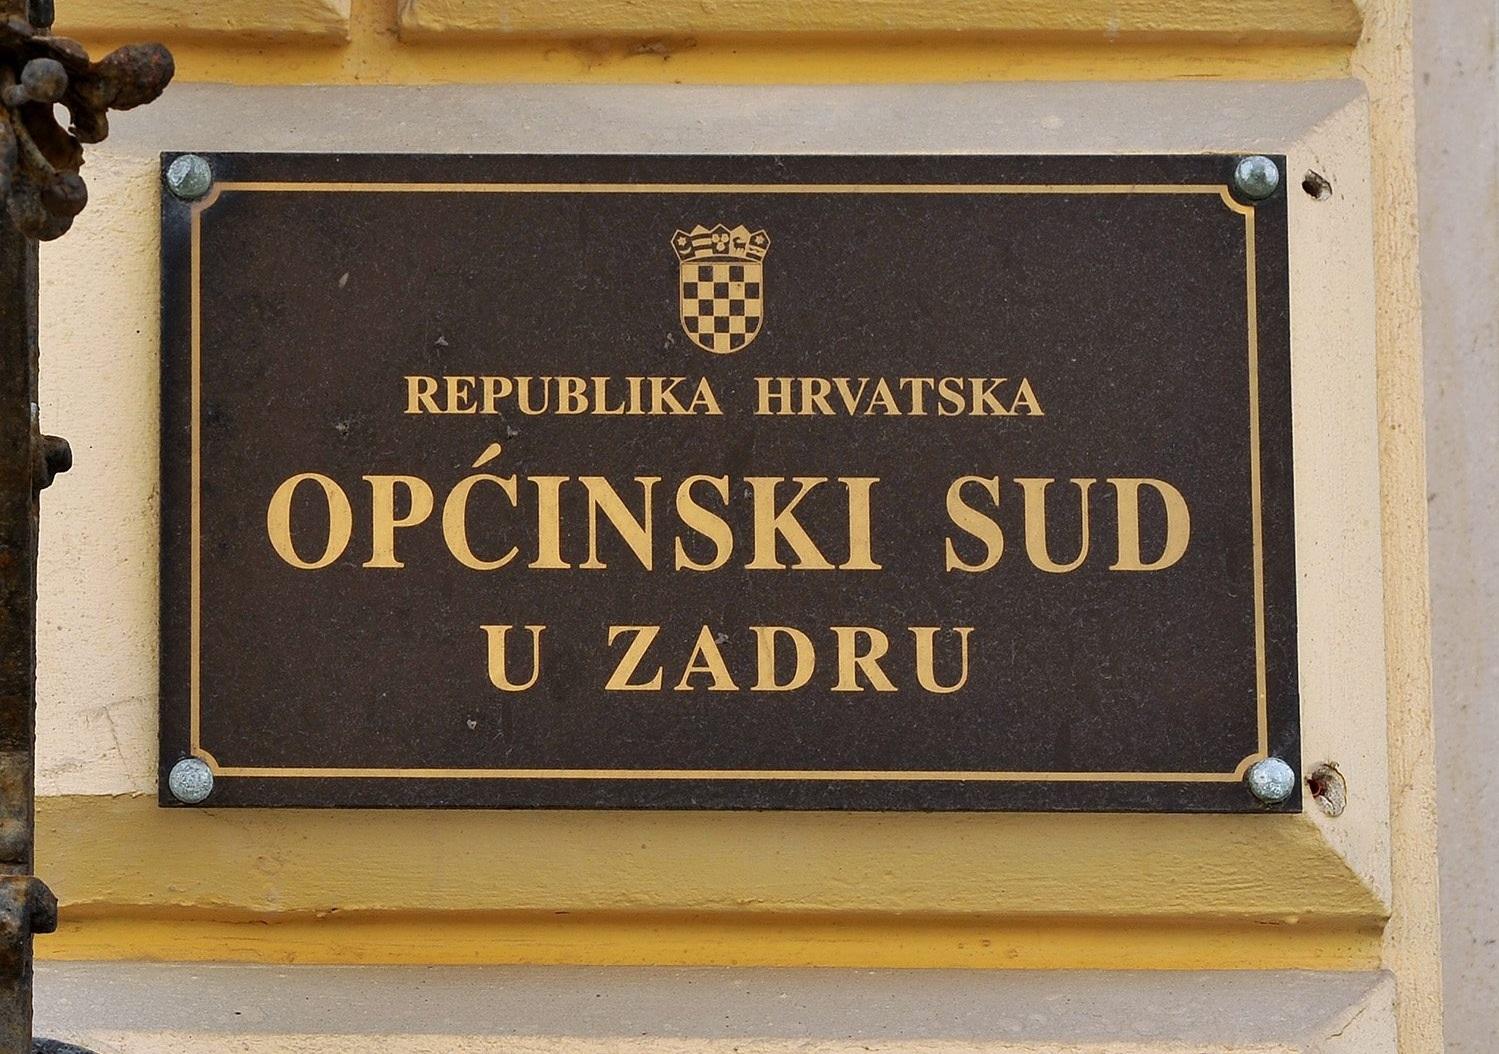 REPUBLIKA HRVATSKA
OPĆINSKI SUD
U ZADRU